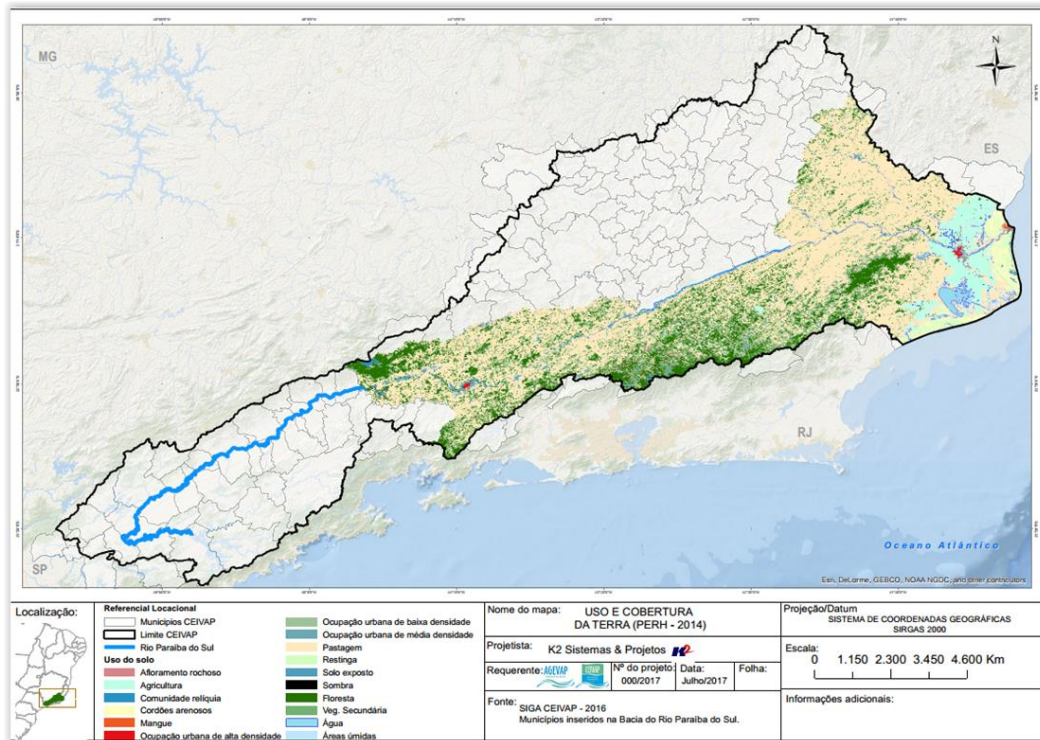 MG
N
ES
RJ
SP
Oceano Atlântico
Esri, DeLorme, GEBCO, NOAA NGDC, and other contributors
Localização:
Referencial Locacional
Municípios CEIVAP
Limite CEIVAP
Rio Paraíba do Sul
Uso do solo
Afloramento rochoso
Agricultura
Comunidade relíquia
Cordões arenosos
Mangue
Ocupação urbana de alta densidade
Ocupação urbana de baixa densidade
Ocupação urbana de média densidade
Pastagem
Restinga
Solo exposto
Sombra
Floresta
Veg. Secundária
Água
Áreas úmidas
Nome do mapa: USO E COBERTURA
DA TERRA (PERH - 2014)
Projetista: K2 Sistemas & Projetos K2
Requerente: AGEVAP CEIVAP
Nº do projeto:
000/2017
Data:
Julho/2017
Folha:
Fonte: SIGA CEIVAP - 2016
Municípios inseridos na Bacia do Rio Paraíba do Sul.
Projeção/Datum
SISTEMA DE COORDENADAS GEOGRÁFICAS
SIRGAS 2000
Escala:
0 1.150 2.300 3.450 4.600 Km
Informações adicionais: